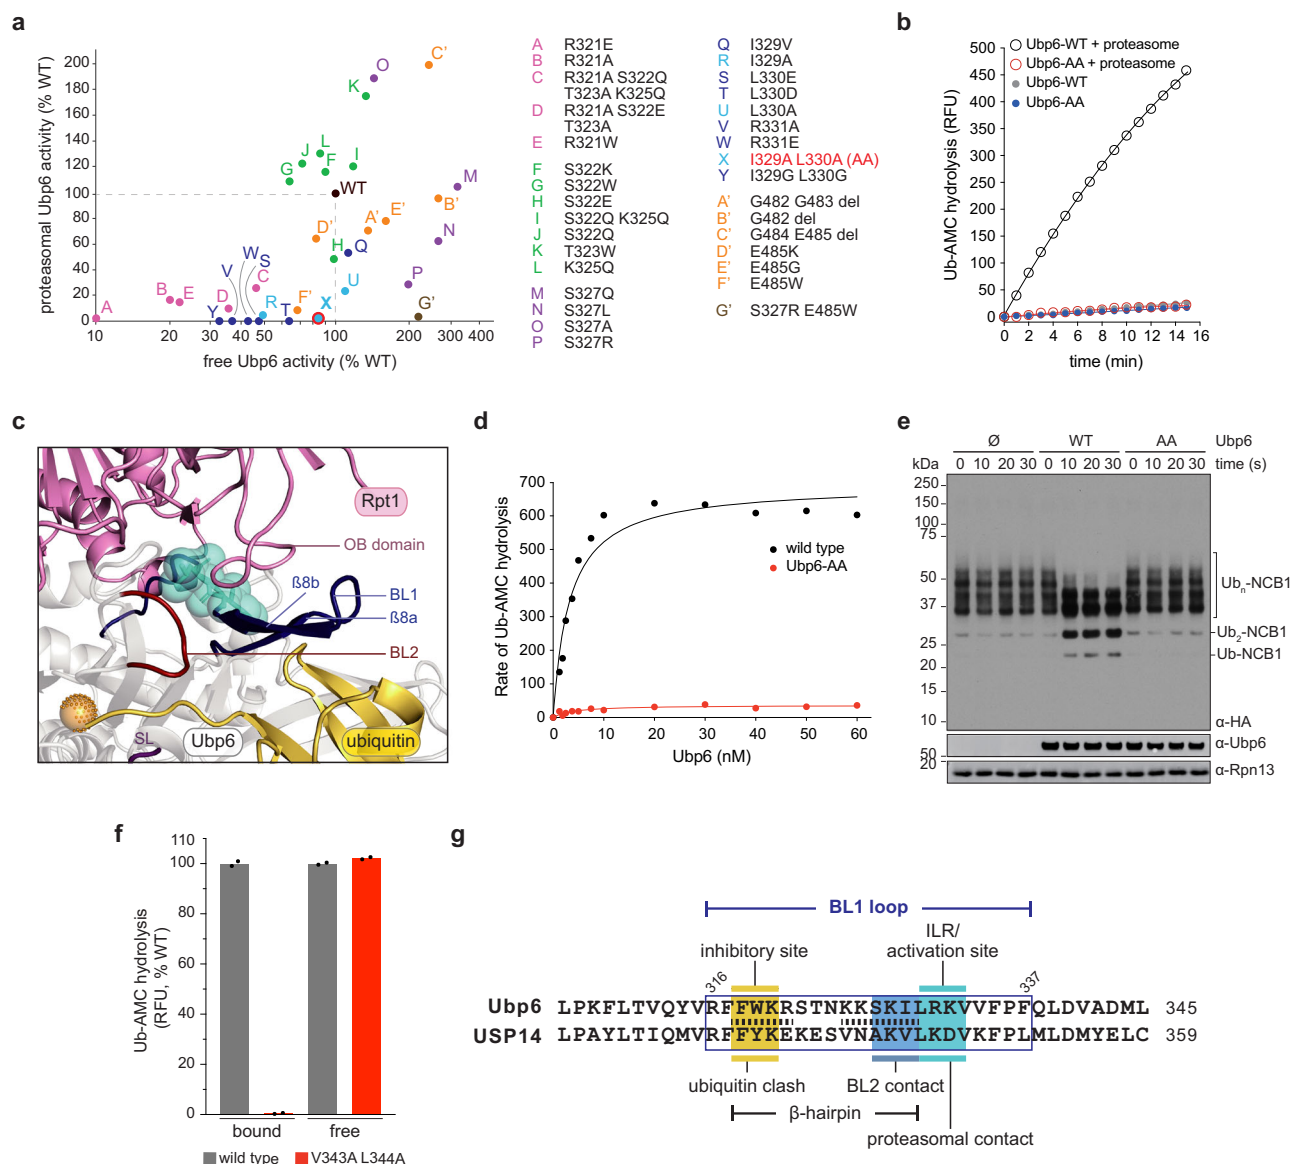 a
proteasomal Ubp6 activity (% WT)
200
180
160
140
120
100
80
60
40
20
0
10
20
30
40
50
100
200
300
400
free Ubp6 activity (% WT)
A
B
E
D
C
Y
V
W
S
R
T
F'
X
U
P
G'
G
J
L
F
I
K
O
C'
WT
M
B'
N
E'
A'
D'
H
Q
A R321E
B R321A
C R321A S322Q
T323A K325Q
D R321A S322E
T323A
E R321W
F S322K
G S322W
H S322E
I S322Q K325Q
J S322Q
K T323W
L K325Q
M S327Q
N S327L
O S327A
P S327R
Q I329V
R I329A
S L330E
T L330D
U L330A
V R331A
W R331E
X I329A L330A (AA)
Y I329G L330G
A' G482 G483 del
B' G482 del
C' G484 E485 del
D' E485K
E' E485G
F' E485W
G' S327R E485W
b
Ub-AMC hydrolysis (RFU)
500
450
400
350
300
250
200
150
100
50
0
0 2 4 6 8 10 12 14 16
time (min)
Ubp6-WT + proteasome
Ubp6-AA + proteasome
Ubp6-WT
Ubp6-AA
c
Rpt1
OB domain
ß8b
BL1
ß8a
BL2
SL
Ubp6
ubiquitin
d
Rate of Ub-AMC hydrolysis
700
600
500
400
300
200
100
0
0 10 20 30 40 50 60
Ubp6 (nM)
wild type
Ubp6-AA
e
Ø WT AA Ubp6
kDa 0 10 20 30 0 10 20 30 0 10 20 30 time (s)
250
150
100
75
50
37
25
20
15
10
50
20
Ubn-NCB1
Ub2-NCB1
Ub-NCB1
α-HA
α-Ubp6
α-Rpn13
f
Ub-AMC hydrolysis
(RFU, % WT)
110
100
80
60
40
20
0
bound free
wild type V343A L344A
g
BL1 loop
ILR/
inhibitory site activation site
316 337
Ubp6 LPKFLTVQYVRFFWKRSTNKKSKILRKVVFPFQLDVADML 345
USP14 LPAYLTIQMVRFFYKEKESVNAKVLKDVKFPLMLDMYELC 359
ubiquitin clash BL2 contact
β-hairpin
proteasomal contact